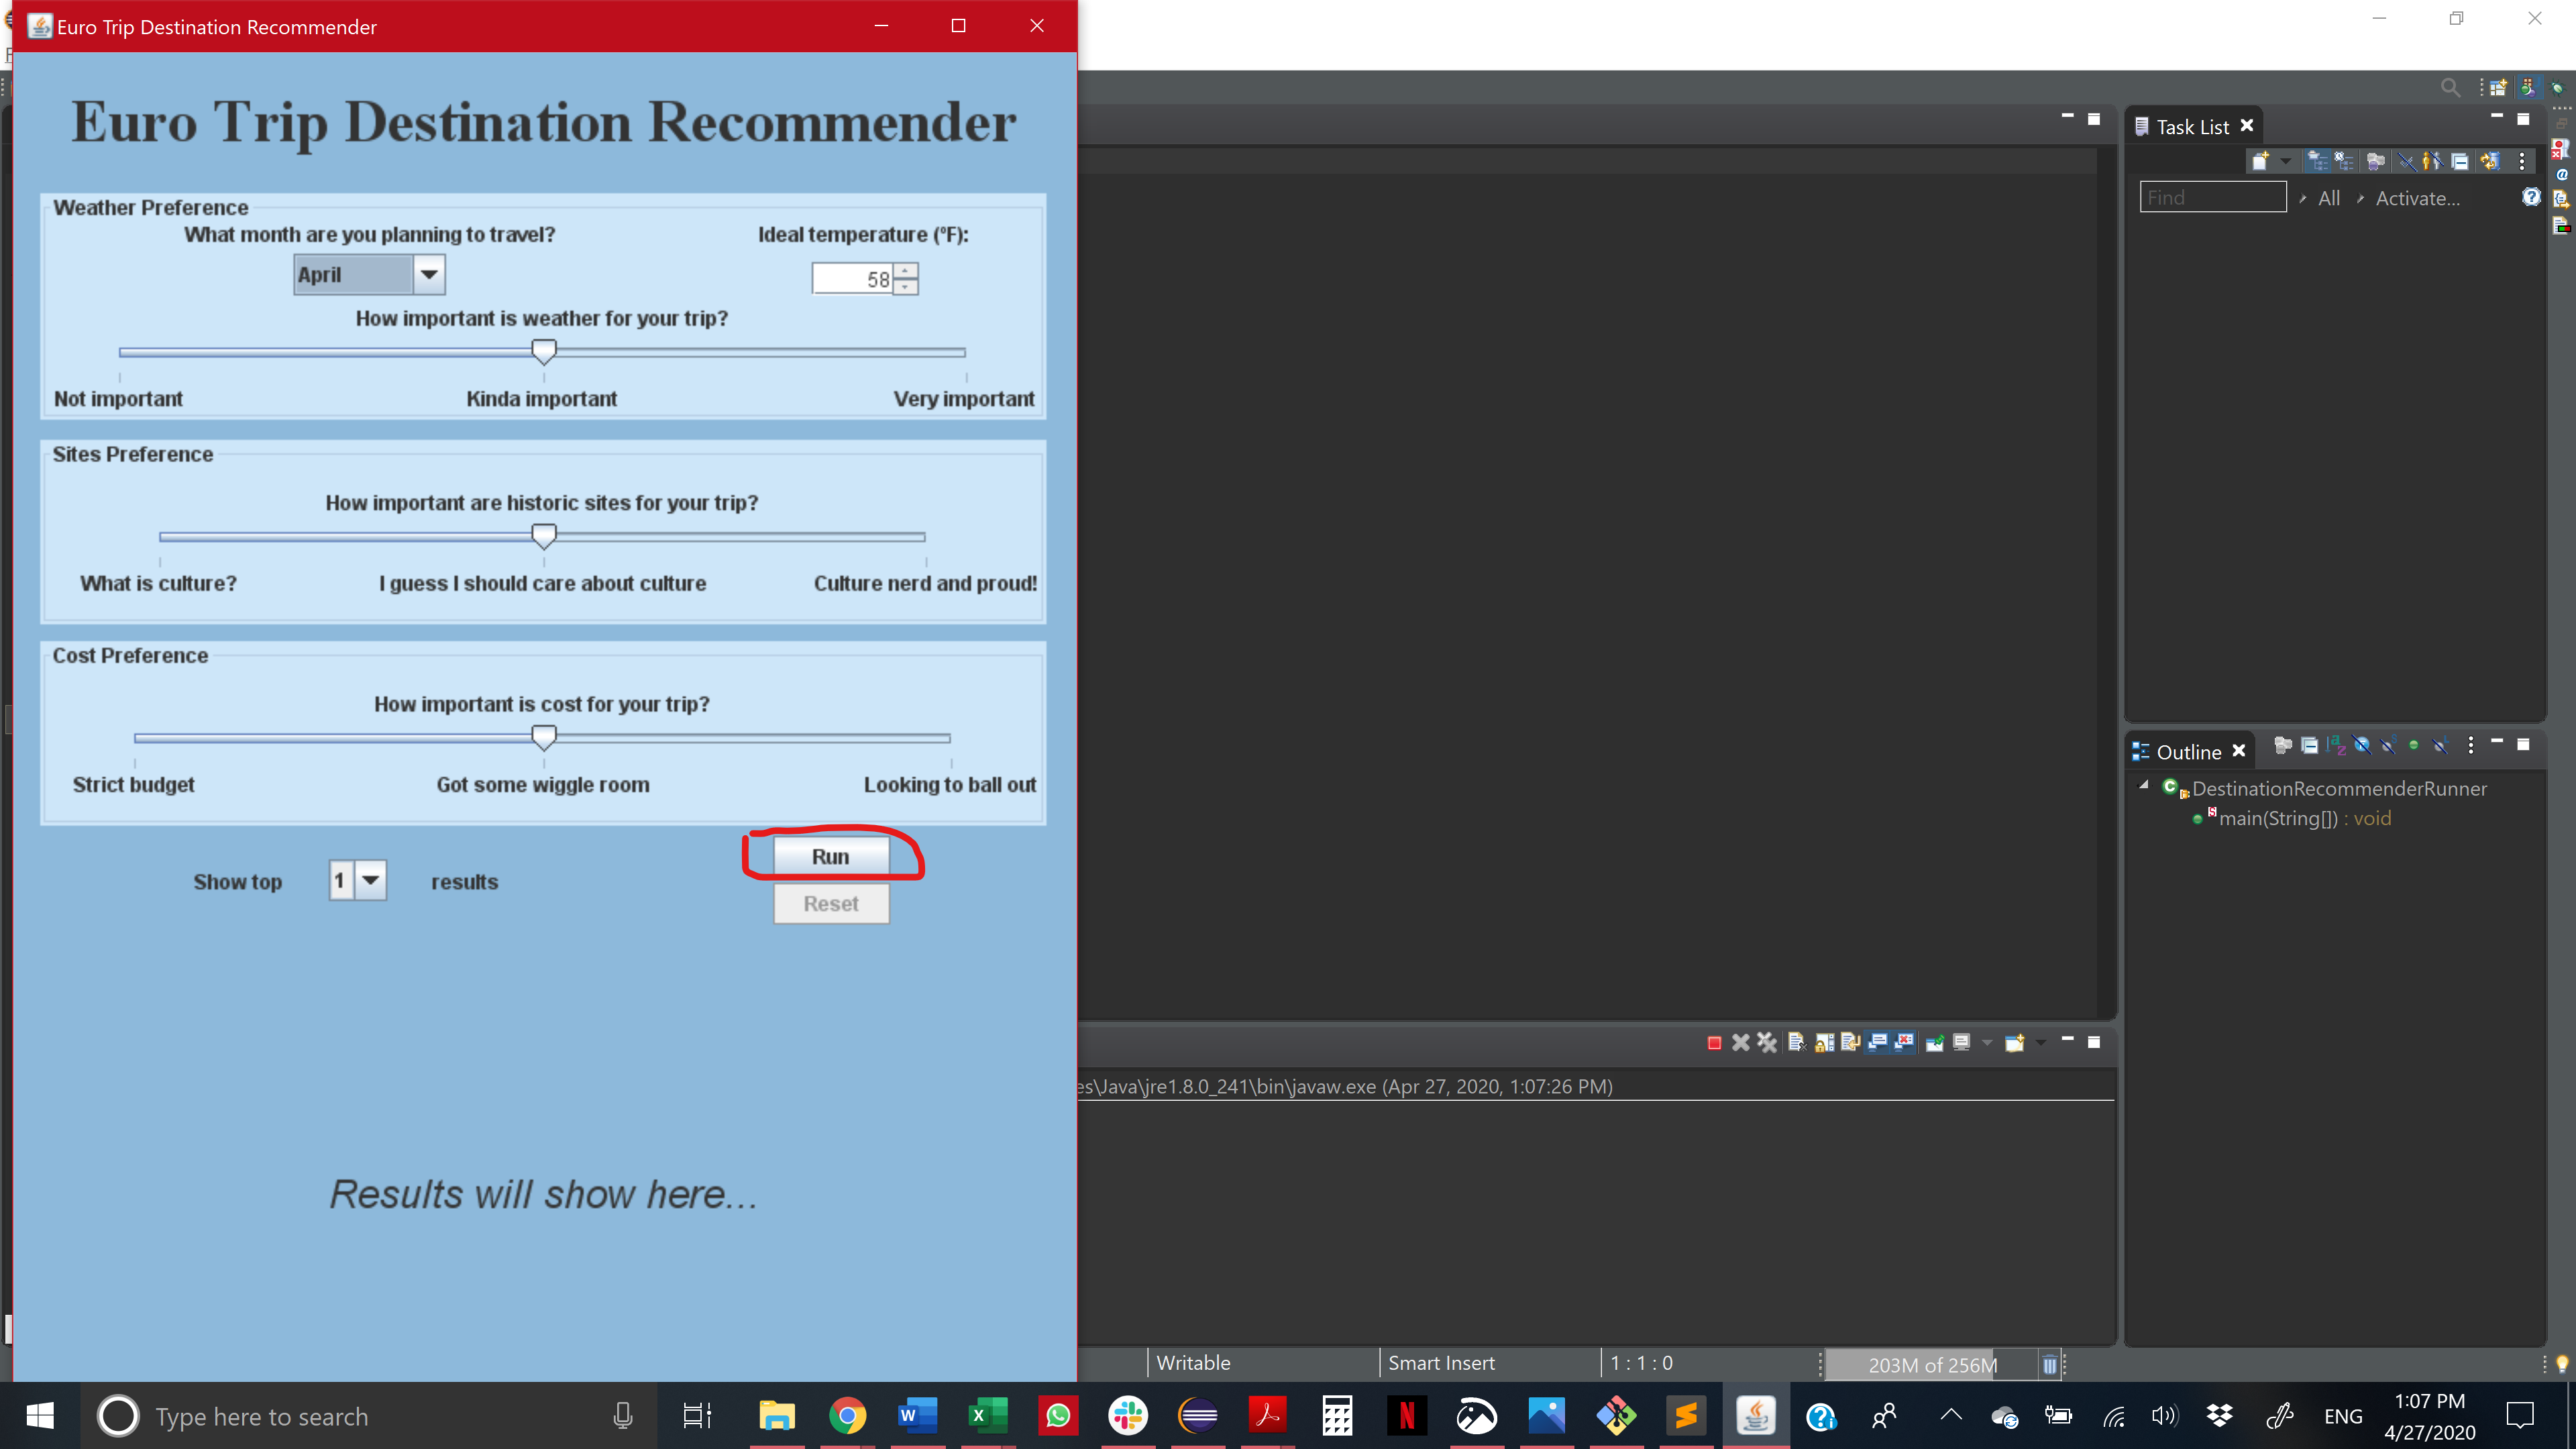 Euro Trip Destination Recommender
Euro Trip Destination Recommender
Weather Preference
What month are you planning to travel?
Ideal temperature (ºF):
April
58
How important is weather for your trip?
Not important
Kinda important
Very important
Sites Preference
How important are historic sites for your trip?
What is culture?
I guess I should care about culture
Culture nerd and proud!
Cost Preference
How important is cost for your trip?
Strict budget
Got some wiggle room
Looking to ball out
Show top
1
results
Run
Reset
Results will show here...
Task List
Find
All
Activate...
Outline
DestinationRecommenderRunner
main(String[]) : void
es\Java\jre1.8.0_241\bin\javaw.exe (Apr 27, 2020, 1:07:26 PM)
Writable
Smart Insert
1 : 1 : 0
203M of 256M
Type here to search
ENG
1:07 PM
4/27/2020